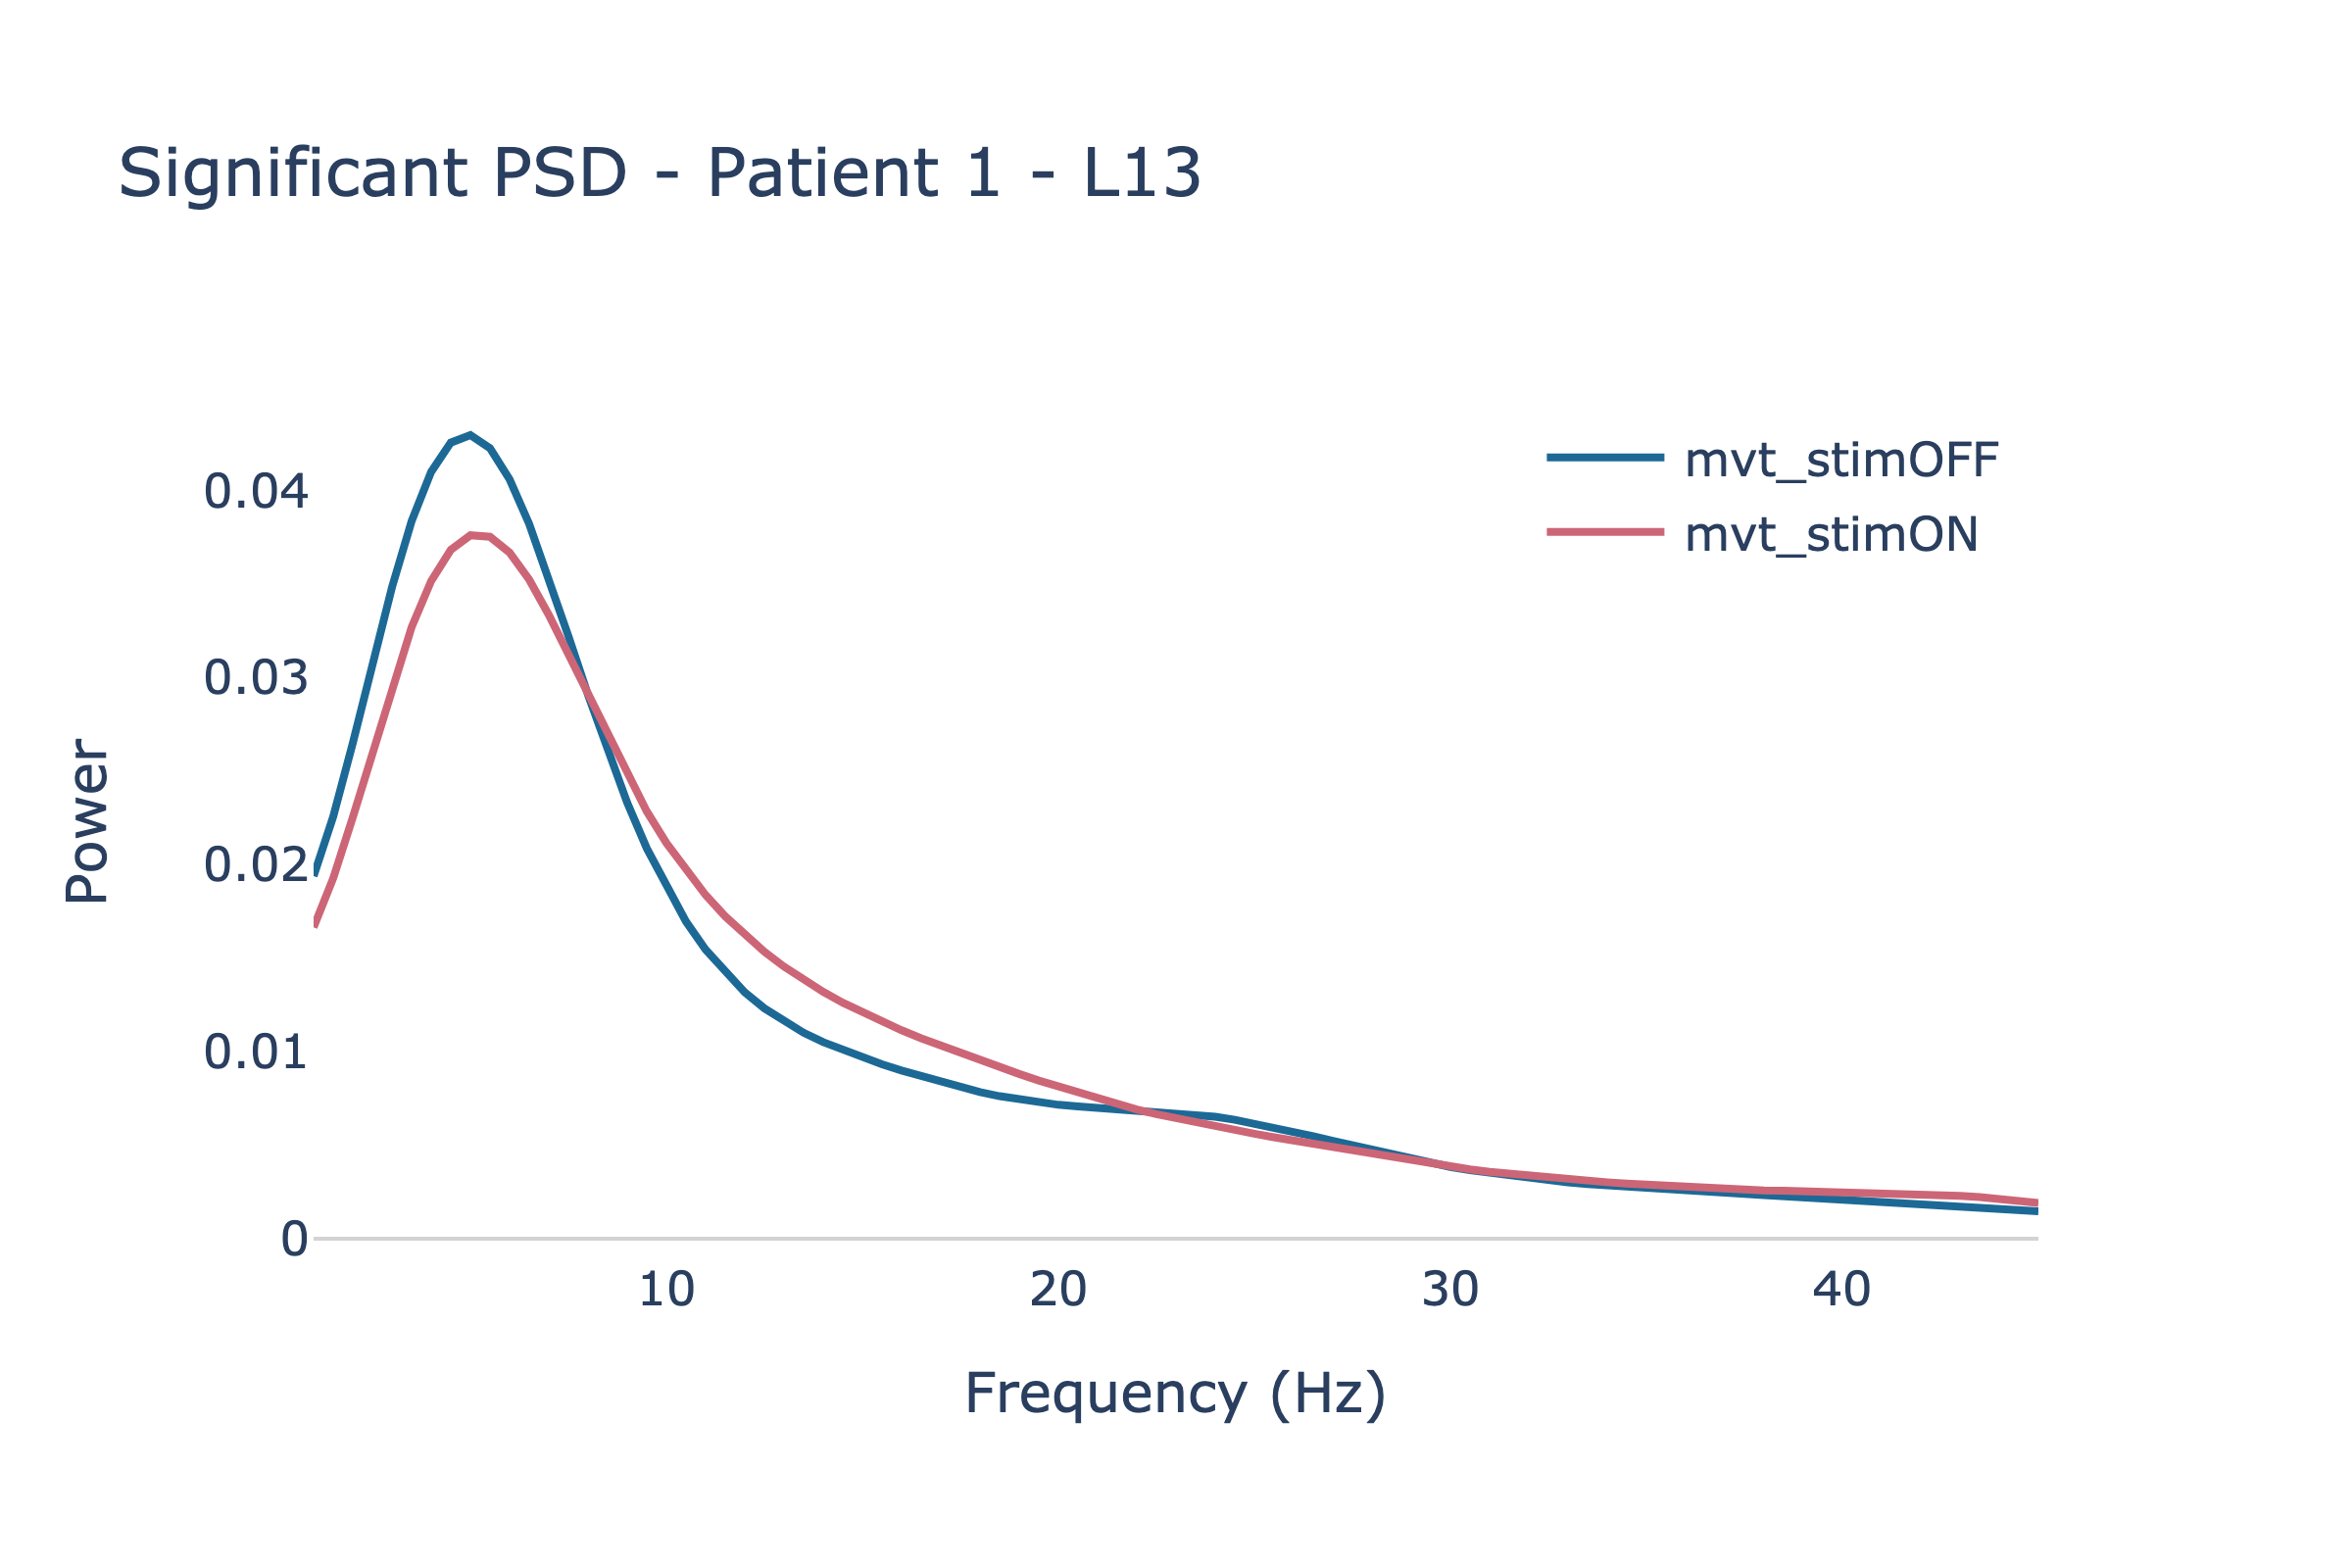 Significant PSD - Patient 1 - L13
mvt_stimOFF
mvt_stimON
0.04
0.03
0.02
0.01
0
Power
10 20 30 40
Frequency (Hz)